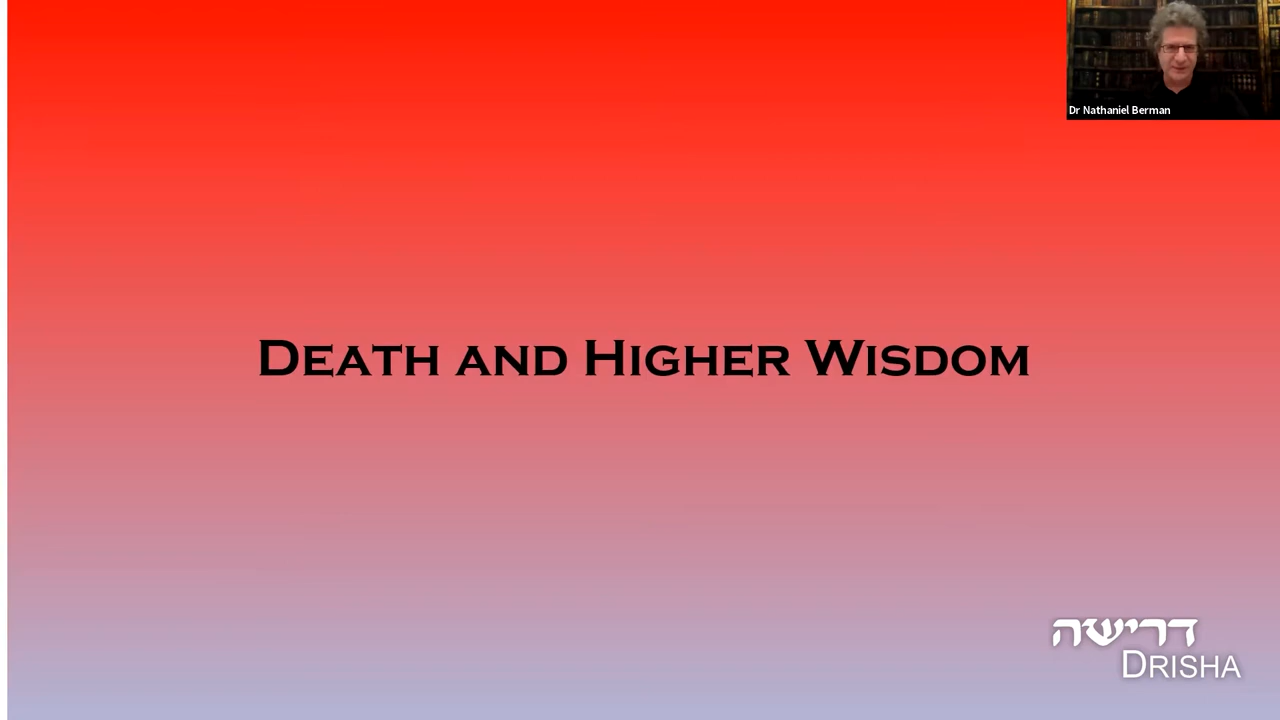 Dr Nathaniel Berman
Death and Higher Wisdom
דרישה
Drisha